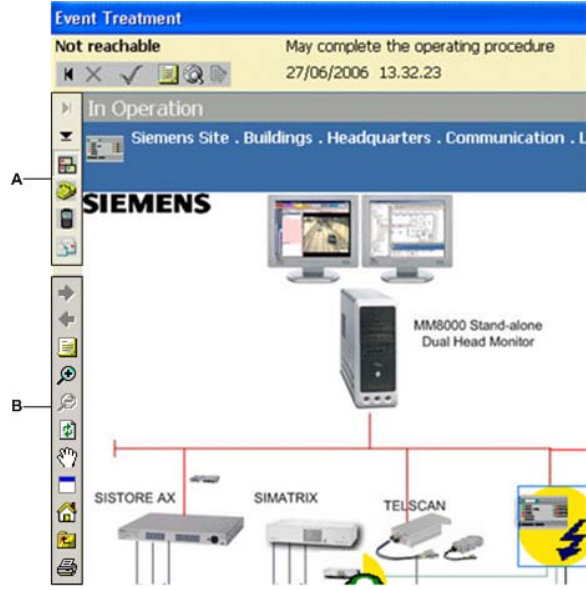 Event Treatment
Not reachable
May complete the operating procedure
27/06/2006 13.32.23
In Operation
Siemens Site . Buildings . Headquarters . Communication . L
A
SIEMENS
MM8000 Stand-alone
Dual Head Monitor
B
SISTORE AX
SIMATRIX
TELSCAN